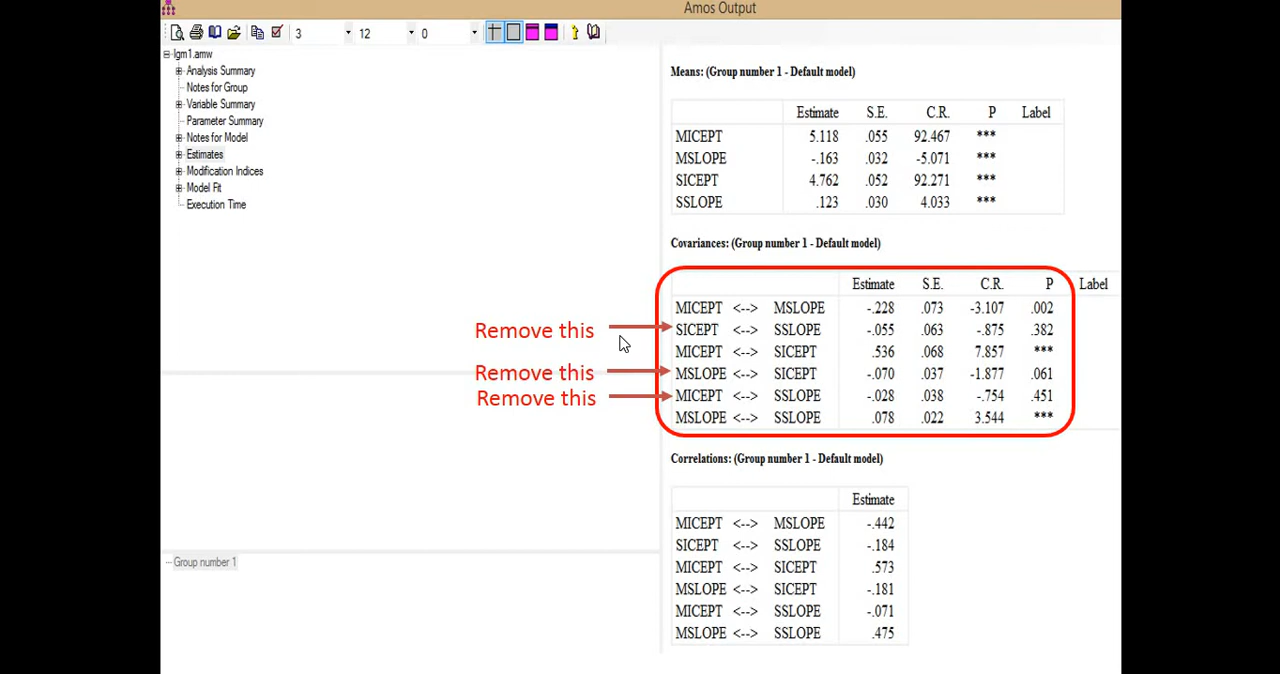 Amos Output
3 12 0
lgm1.amw
Analysis Summary
Notes for Group
Variable Summary
Parameter Summary
Notes for Model
Estimates
Modification Indices
Model Fit
Execution Time
Group number 1
Remove this
Remove this
Remove this
Means: (Group number 1 - Default model)
Estimate S.E. C.R. P Label
MICEPT 5.118 .055 92.467 ***
MSLOPE -.163 .032 -5.071 ***
SICEPT 4.762 .052 92.271 ***
SSLOPE .123 .030 4.033 ***
Covariances: (Group number 1 - Default model)
Estimate S.E. C.R. P Label
MICEPT <--> MSLOPE -.228 .073 -3.107 .002
SICEPT <--> SSLOPE -.055 .063 -.875 .382
MICEPT <--> SICEPT .536 .068 7.857 ***
MSLOPE <--> SICEPT -.070 .037 -1.877 .061
MICEPT <--> SSLOPE -.028 .038 -.754 .451
MSLOPE <--> SSLOPE .078 .022 3.544 ***
Correlations: (Group number 1 - Default model)
Estimate
MICEPT <--> MSLOPE -.442
SICEPT <--> SSLOPE -.184
MICEPT <--> SICEPT .573
MSLOPE <--> SICEPT -.181
MICEPT <--> SSLOPE -.071
MSLOPE <--> SSLOPE .475